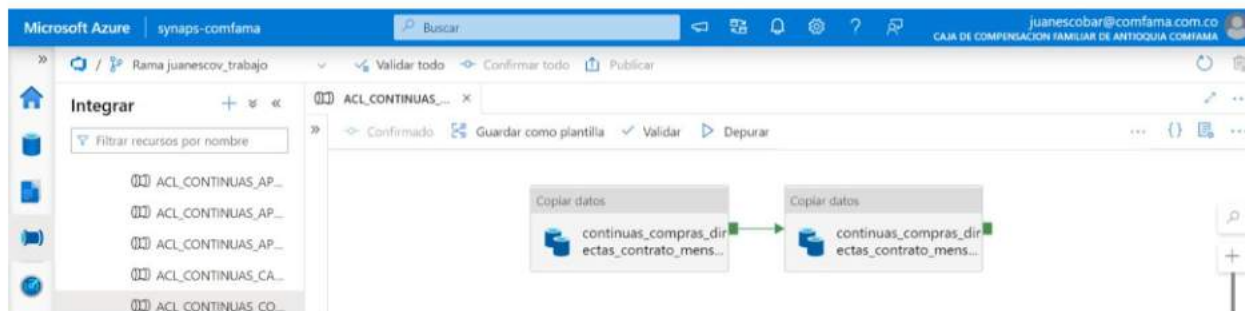 Microsoft Azure | synaps-comfama
Buscar
juanescobar@comfama.com.co
CAJA DE COMPENSACION FAMILIAR DE ANTIOQUIA COMFAMA
/ Rama juanescov_trabajo
Validar todo
Confirmar todo
Publicar
Integrar
Filtrar recursos por nombre
ACL_CONTINUAS_AP...
ACL_CONTINUAS_AP...
ACL_CONTINUAS_AP...
ACL_CONTINUAS_CA...
ACL_CONTINUAS_CO...
ACL_CONTINUAS_...
Confirmado
Guardar como plantilla
Validar
Depurar
Copiar datos
continuas_compras_dir
ectas_contrato_mens...
Copiar datos
continuas_compras_dir
ectas_contrato_mens...